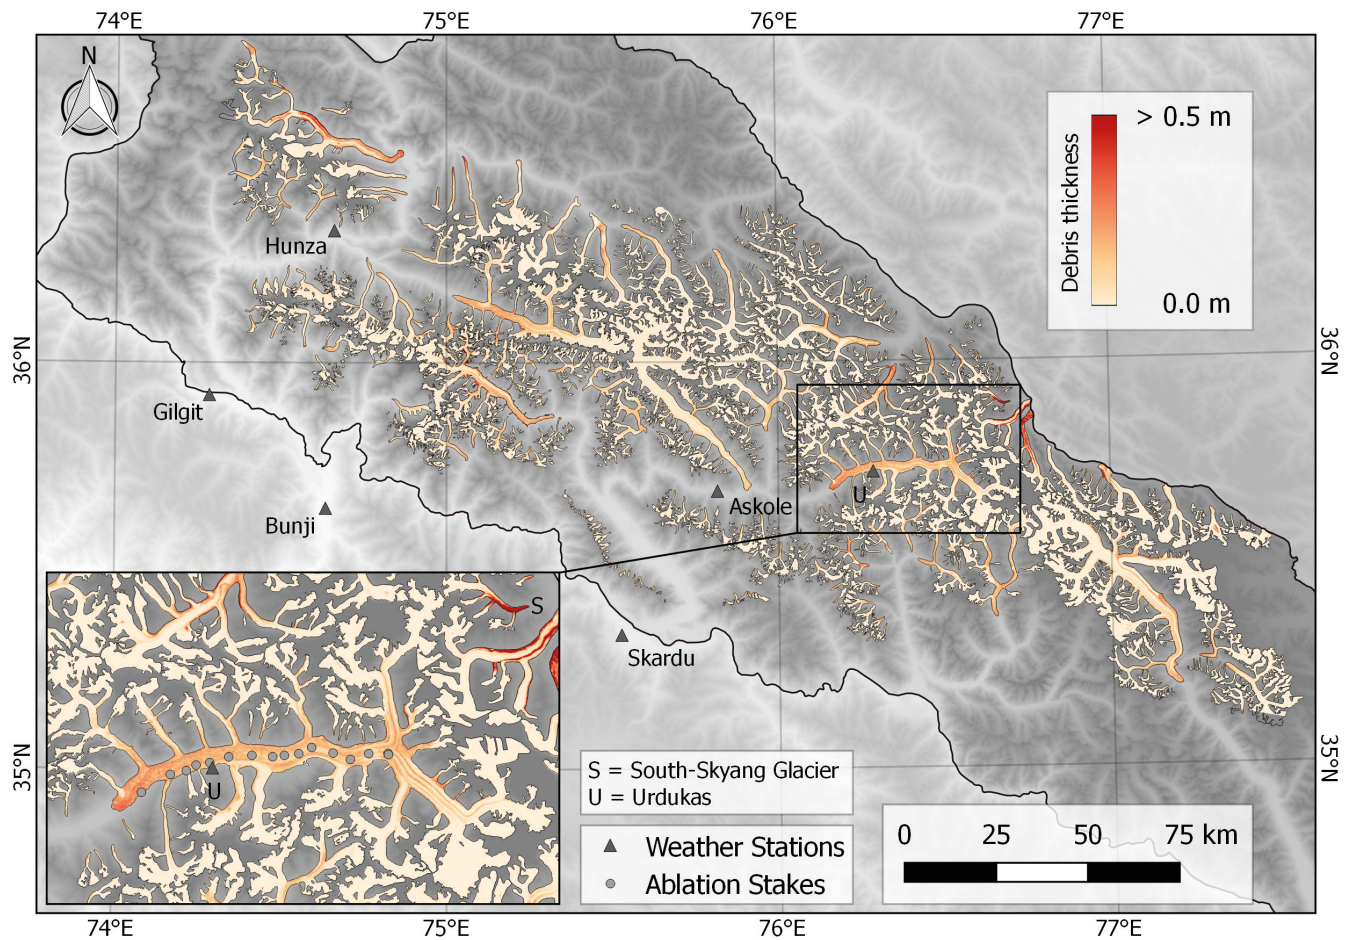 74°E 75°E 76°E 77°E
N
> 0.5 m
Debris thickness
0.0 m
Hunza
36°N
36°N
Gilgit
U
Askole
Bunji
S
Skardu
35°N
35°N
U
S = South-Skyang Glacier
U = Urdukas
0 25 50 75 km
Weather Stations
Ablation Stakes
74°E 75°E 76°E 77°E